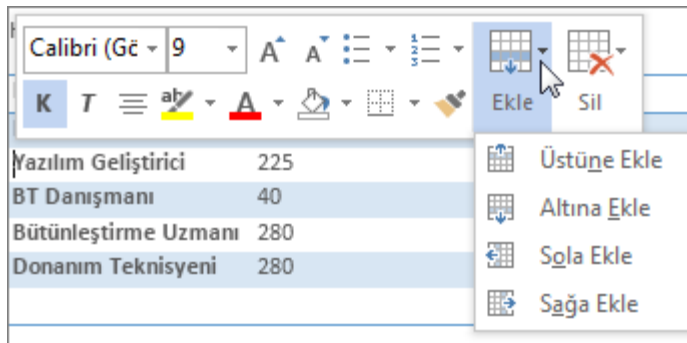 Calibri (Gö 9 A A
K T ab A Ekle Sil
Yazılım Geliştirici 225 Üstüne Ekle
BT Danışmanı 40 Altına Ekle
Bütünleştirme Uzmanı 280 Sola Ekle
Donanım Teknisyeni 280 Sağa Ekle